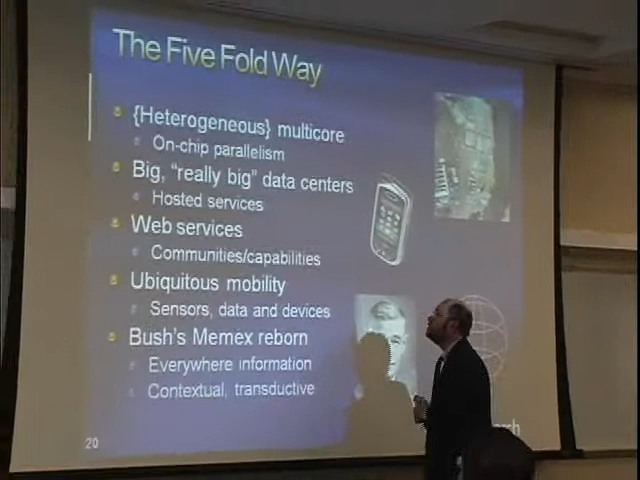 The Five Fold Way
{Heterogeneous} multicore
On-chip parallelism
Big, "really big" data centers
Hosted services
Web services
Communities/capabilities
Ubiquitous mobility
Sensors, data and devices
Bush's Memex reborn
Everywhere information
Contextual, transductive
20